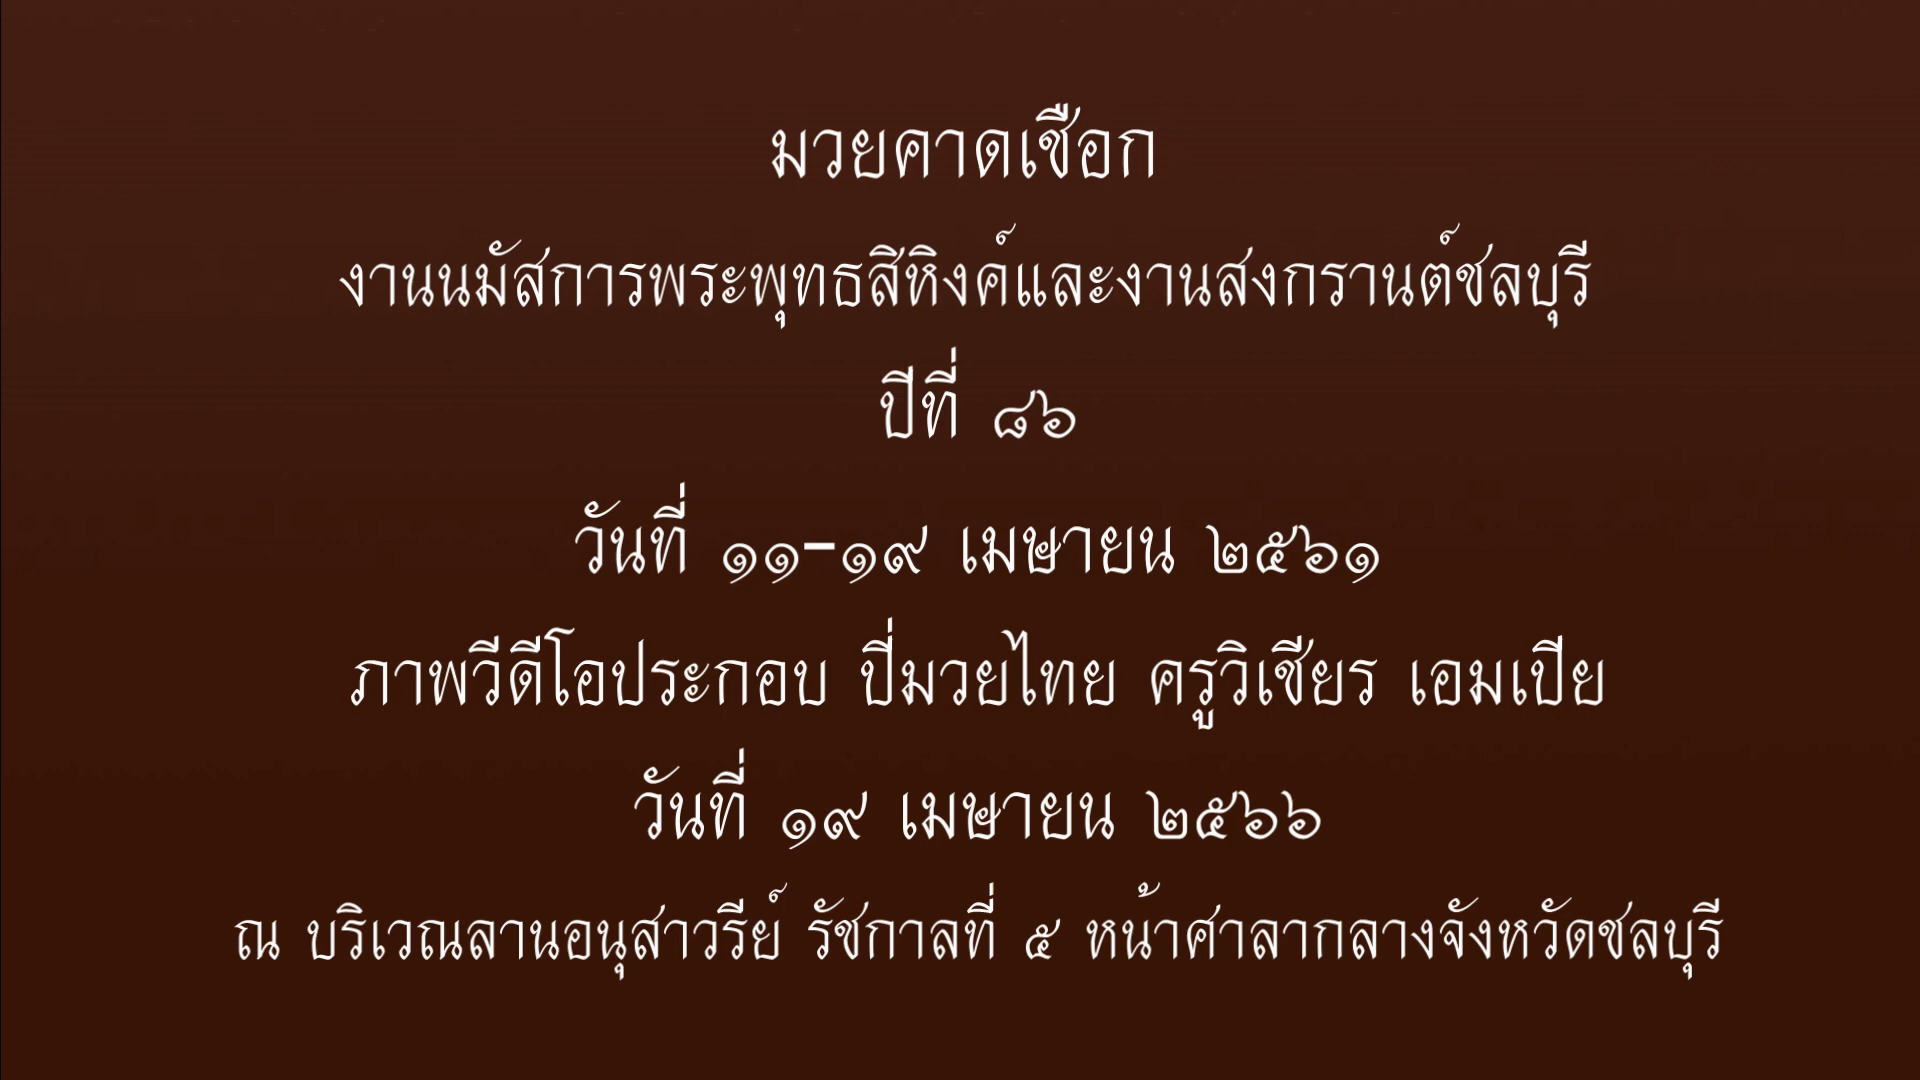 มวยคาดเชือก
งานนมัสการพระพุทธสิหิงค์และงานสงกรานต์ชลบุรี
ปีที่ ๘๖
วันที่ ๑๑-๑๙ เมษายน ๒๕๖๑
ภาพวีดีโอประกอบ ปี่มวยไทย ครูวิเชียร เอมเปีย
วันที่ ๑๙ เมษายน ๒๕๖๖
ณ บริเวณลานอนุสาวรีย์ รัชกาลที่ ๕ หน้าศาลากลางจังหวัดชลบุรี